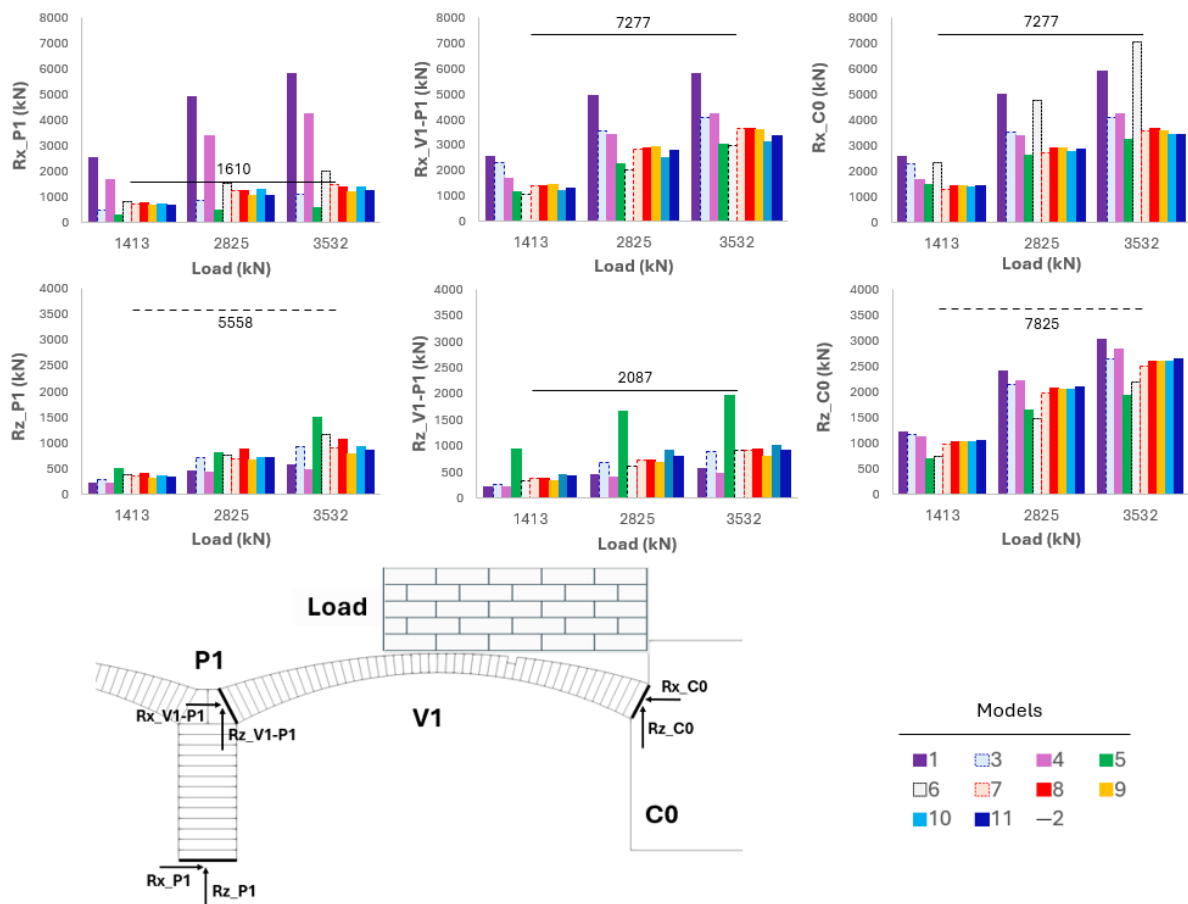 8000
7000
6000
5000
4000
3000
2000
1000
0
Rx_P1 (kN)
1610
1413 2825 3532
Load (kN)
8000
7000
6000
5000
4000
3000
2000
1000
0
Rx_V1-P1 (kN)
7277
1413 2825 3532
Load (kN)
8000
7000
6000
5000
4000
3000
2000
1000
0
Rx_C0 (kN)
7277
1413 2825 3532
Load (kN)
4000
3500
3000
2500
2000
1500
1000
500
0
Rz_P1 (kN)
5558
1413 2825 3532
Load (kN)
4000
3500
3000
2500
2000
1500
1000
500
0
Rz_V1-P1 (kN)
2087
1413 2825 3532
Load (kN)
4000
3500
3000
2500
2000
1500
1000
500
0
Rz_C0 (kN)
7825
1413 2825 3532
Load (kN)
Load
P1
Rx_V1-P1
Rz_V1-P1
V1
Rx_C0
Rz_C0
C0
Rx_P1
Rz_P1
Models
1 3 4 5
6 7 8 9
10 11 —2